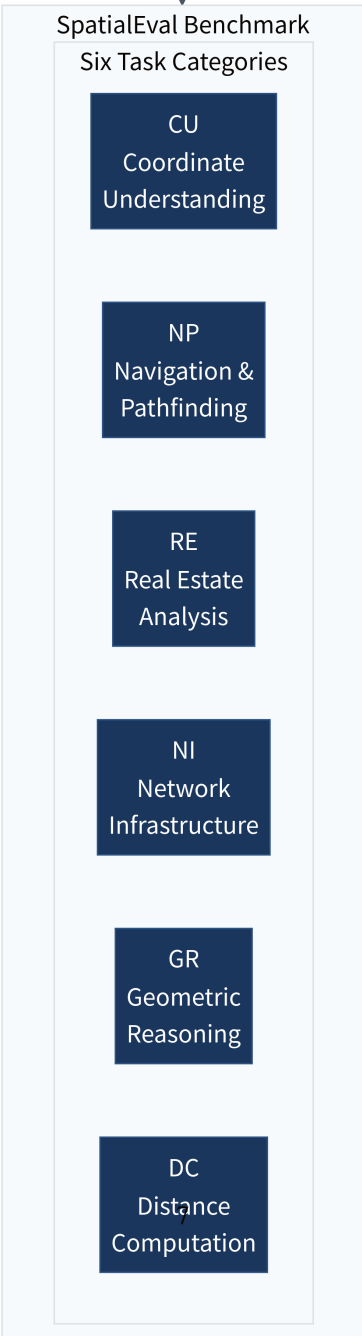 SpatialEval Benchmark
Six Task Categories
CU
Coordinate
Understanding
NP
Navigation &
Pathfinding
RE
Real Estate
Analysis
NI
Network
Infrastructure
GR
Geometric
Reasoning
DC
Distance
7
Computation